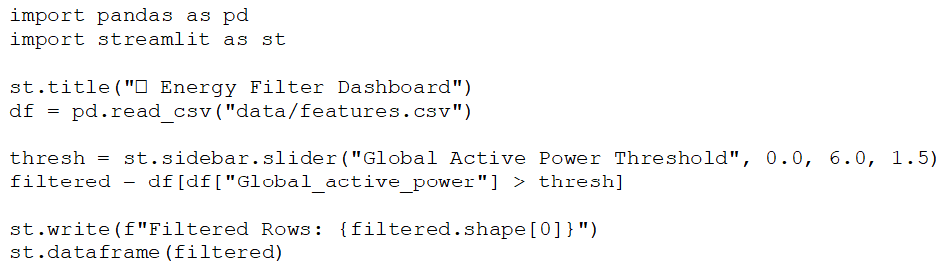 import pandas as pd
import streamlit as st
st.title("□ Energy Filter Dashboard")
df = pd.read_csv("data/features.csv")
thresh = st.sidebar.slider("Global Active Power Threshold", 0.0, 6.0, 1.5)
filtered – df[df["Global_active_power"] > thresh]
st.write(f"Filtered Rows: {filtered.shape[0]}")
st.dataframe(filtered)